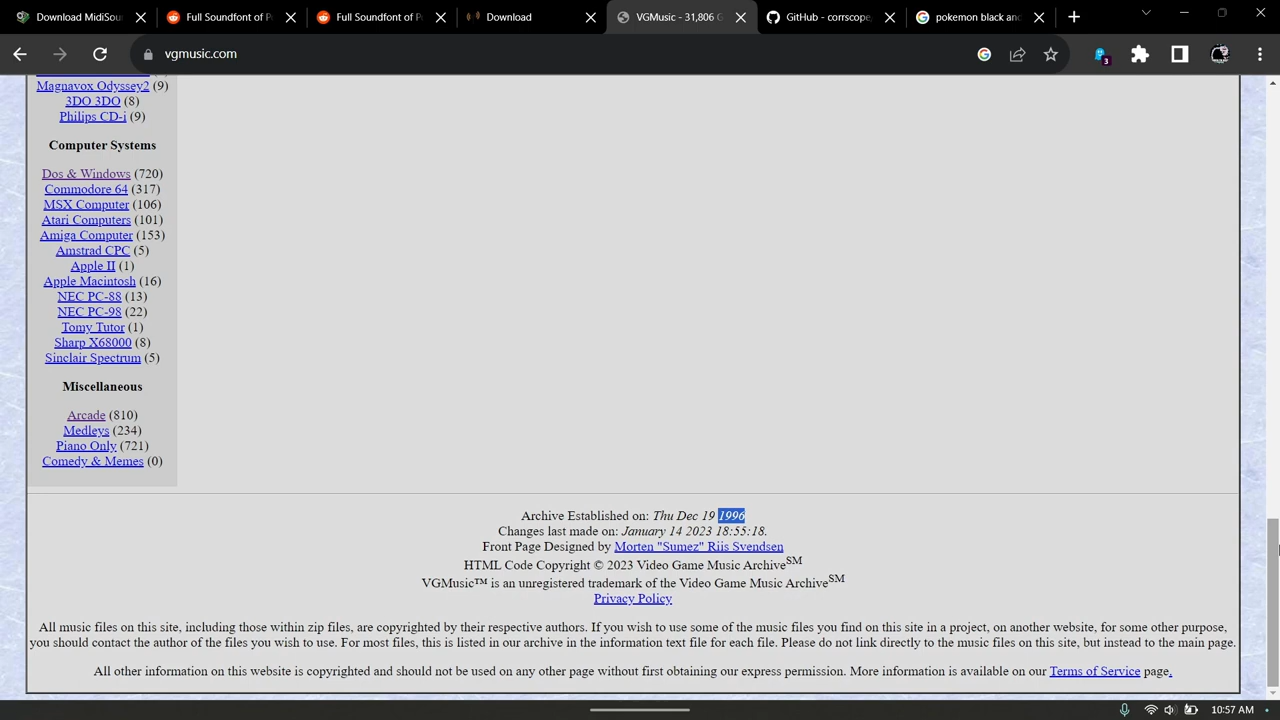 Download MidiSou
Full Soundfont of P
Full Soundfont of P
Download
VGMusic - 31,806 G
GitHub - corrscope,
pokemon black and
vgmusic.com
3
Magnavox Odyssey2 (9)
3DO 3DO (8)
Philips CD-i (9)
Computer Systems
Dos & Windows (720)
Commodore 64 (317)
MSX Computer (106)
Atari Computers (101)
Amiga Computer (153)
Amstrad CPC (5)
Apple II (1)
Apple Macintosh (16)
NEC PC-88 (13)
NEC PC-98 (22)
Tomy Tutor (1)
Sharp X68000 (8)
Sinclair Spectrum (5)
Miscellaneous
Arcade (810)
Medleys (234)
Piano Only (721)
Comedy & Memes (0)
Archive Established on: Thu Dec 19 1996
Changes last made on: January 14 2023 18:55:18.
Front Page Designed by Morten "Sumez" Riis Svendsen
HTML Code Copyright © 2023 Video Game Music Archive℠
VGMusic™ is an unregistered trademark of the Video Game Music Archive℠
Privacy Policy
All music files on this site, including those within zip files, are copyrighted by their respective authors. If you wish to use some of the music files you find on this site in a project, on another website, for some other purpose,
you should contact the author of the files you wish to use. For most files, this is listed in our archive in the information text file for each file. Please do not link directly to the music files on this site, but instead to the main page.
All other information on this website is copyrighted and should not be used on any other page without first obtaining our express permission. More information is available on our Terms of Service page.
10:57 AM